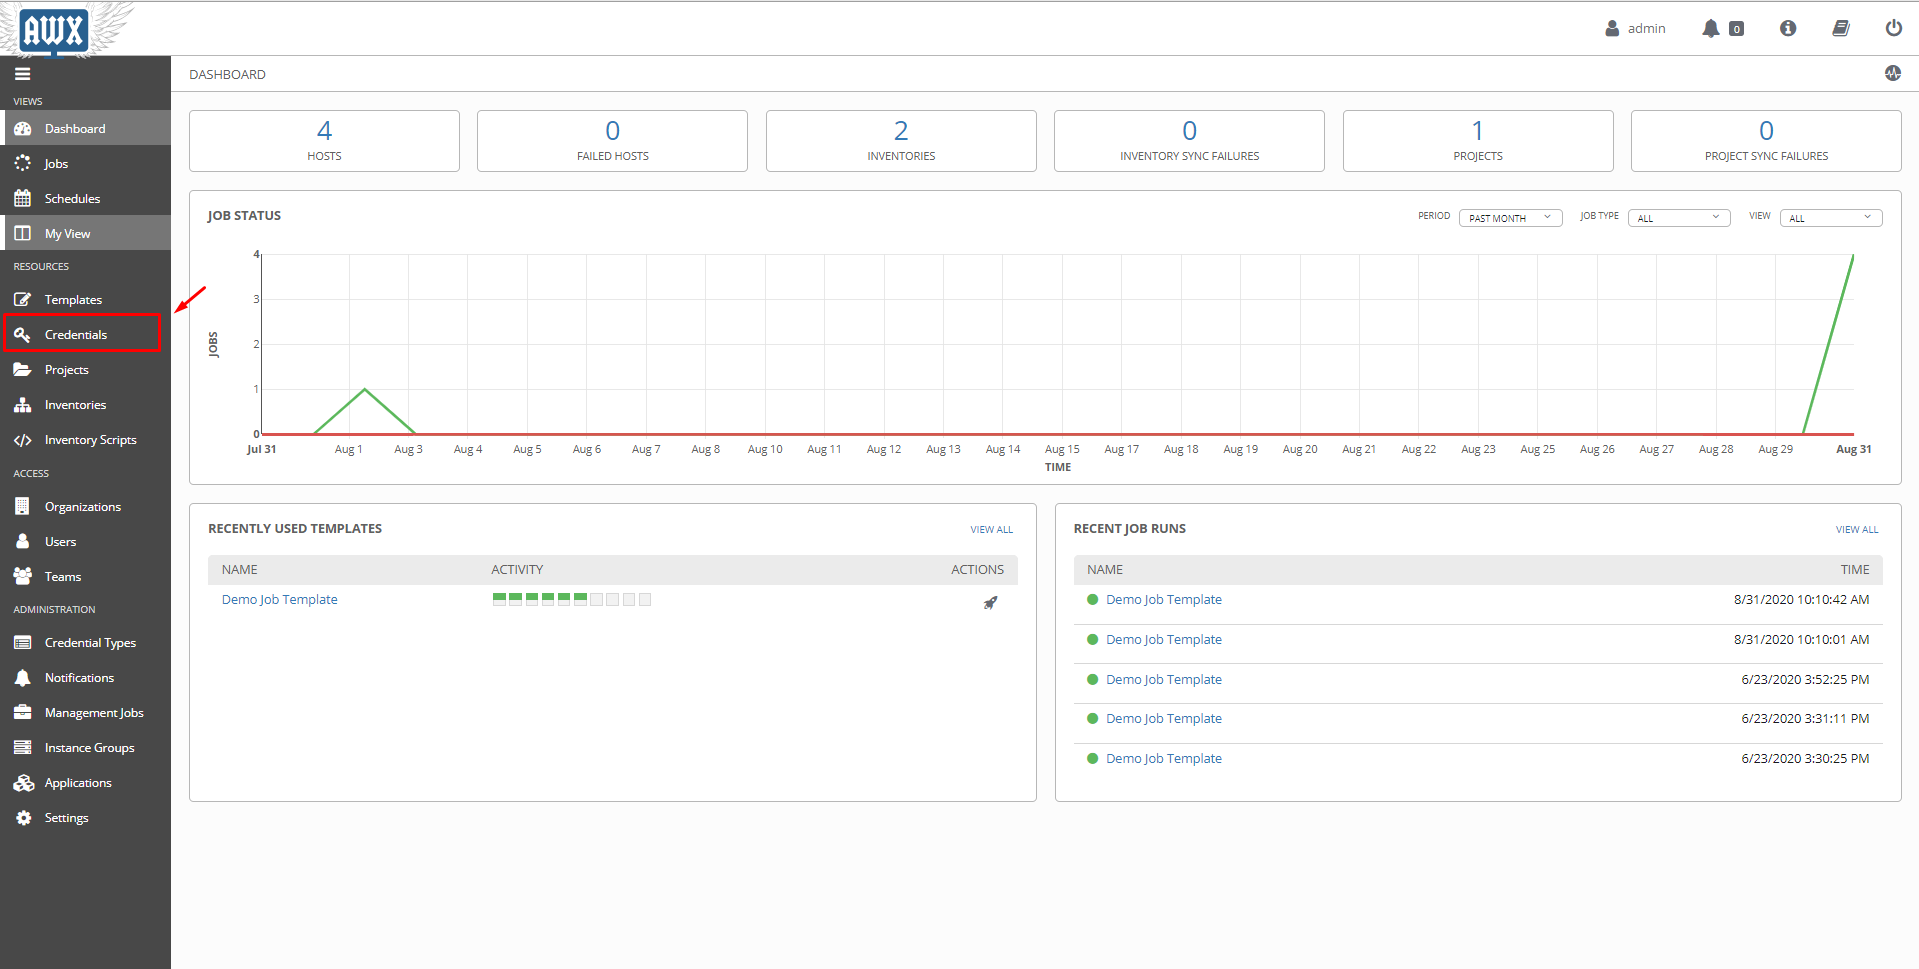 AWX
admin
0
VIEWS
Dashboard
Jobs
Schedules
My View
RESOURCES
Templates
Credentials
Projects
Inventories
Inventory Scripts
ACCESS
Organizations
Users
Teams
ADMINISTRATION
Credential Types
Notifications
Management Jobs
Instance Groups
Applications
Settings
DASHBOARD
4
HOSTS
0
FAILED HOSTS
2
INVENTORIES
0
INVENTORY SYNC FAILURES
1
PROJECTS
0
PROJECT SYNC FAILURES
JOB STATUS
PERIOD PAST MONTH JOB TYPE ALL VIEW ALL
4
3
2
1
0
JOBS
Jul 31 Aug 1 Aug 3 Aug 4 Aug 5 Aug 6 Aug 7 Aug 8 Aug 10 Aug 11 Aug 12 Aug 13 Aug 14 Aug 15 Aug 17 Aug 18 Aug 19 Aug 20 Aug 21 Aug 22 Aug 23 Aug 25 Aug 26 Aug 27 Aug 28 Aug 29 Aug 31
TIME
RECENTLY USED TEMPLATES VIEW ALL
NAME ACTIVITY ACTIONS
Demo Job Template
RECENT JOB RUNS VIEW ALL
NAME TIME
Demo Job Template 8/31/2020 10:10:42 AM
Demo Job Template 8/31/2020 10:10:01 AM
Demo Job Template 6/23/2020 3:52:25 PM
Demo Job Template 6/23/2020 3:31:11 PM
Demo Job Template 6/23/2020 3:30:25 PM